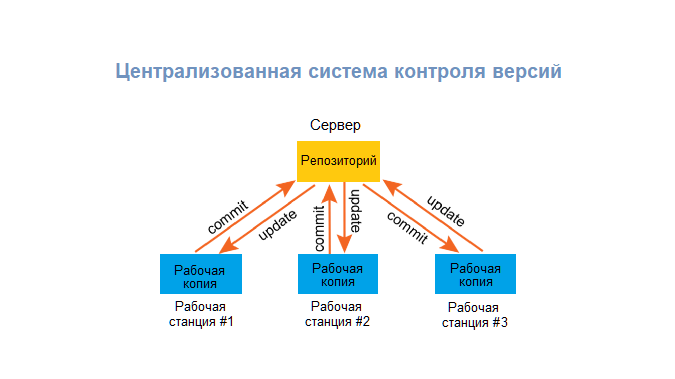 Централизованная система контроля версий
Сервер
Репозиторий
commit
update
commit
update
update
commit
Рабочая
копия
Рабочая
копия
Рабочая
копия
Рабочая
станция #1
Рабочая
станция #2
Рабочая
станция #3